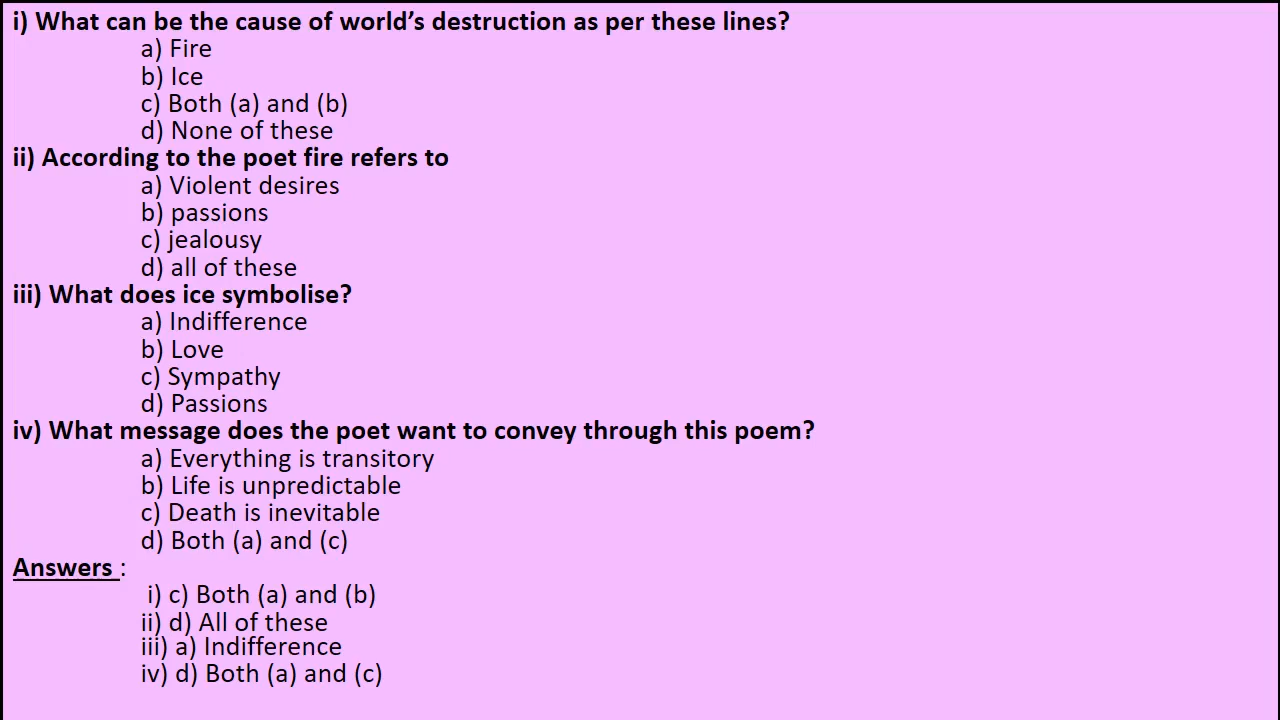 i) What can be the cause of world’s destruction as per these lines?
a) Fire
b) Ice
c) Both (a) and (b)
d) None of these
ii) According to the poet fire refers to
a) Violent desires
b) passions
c) jealousy
d) all of these
iii) What does ice symbolise?
a) Indifference
b) Love
c) Sympathy
d) Passions
iv) What message does the poet want to convey through this poem?
a) Everything is transitory
b) Life is unpredictable
c) Death is inevitable
d) Both (a) and (c)
Answers :
i) c) Both (a) and (b)
ii) d) All of these
iii) a) Indifference
iv) d) Both (a) and (c)